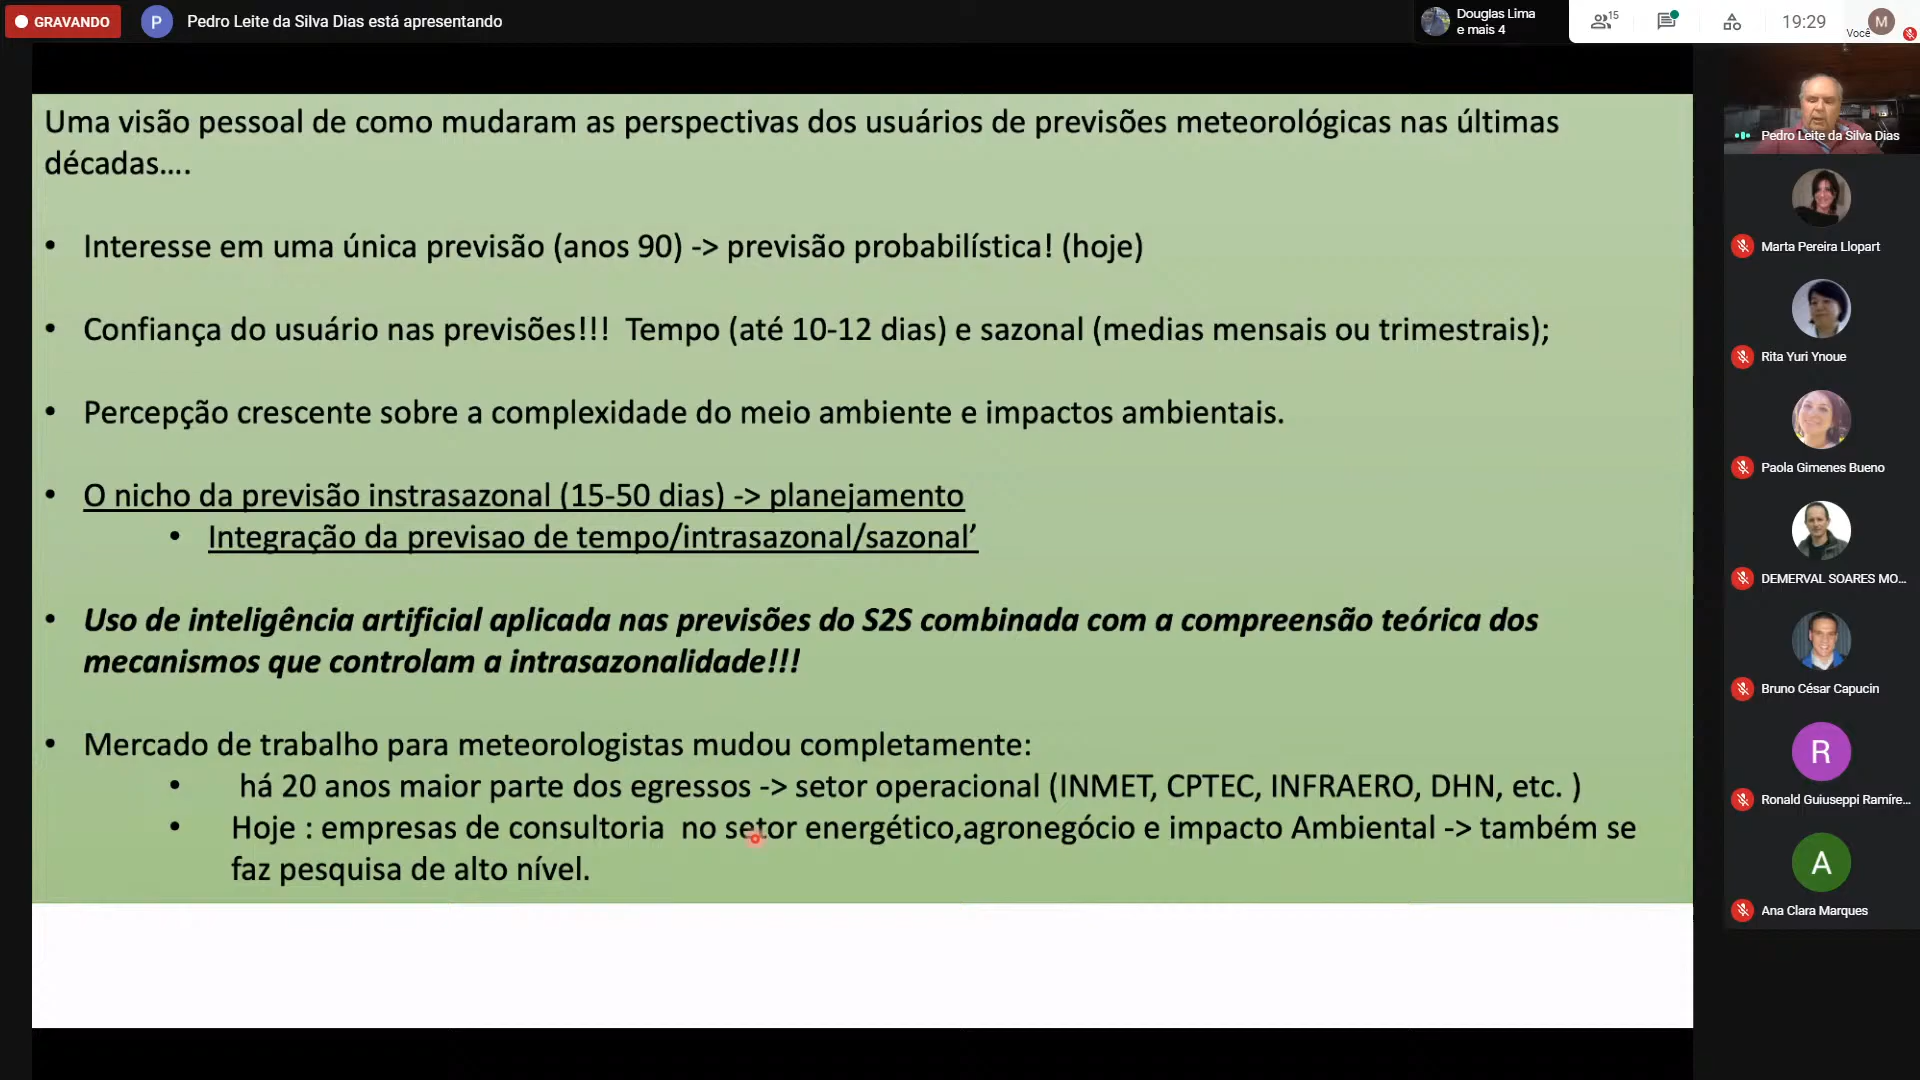 GRAVANDO
P
Pedro Leite da Silva Dias está apresentando
Douglas Lima
e mais 4
15
19:29
Você
M
Uma visão pessoal de como mudaram as perspectivas dos usuários de previsões meteorológicas nas últimas
décadas....
• Interesse em uma única previsão (anos 90) -> previsão probabilística! (hoje)
• Confiança do usuário nas previsões!!! Tempo (até 10-12 dias) e sazonal (medias mensais ou trimestrais);
• Percepção crescente sobre a complexidade do meio ambiente e impactos ambientais.
• O nicho da previsão instrasazonal (15-50 dias) -> planejamento
• Integração da previsao de tempo/intrasazonal/sazonal’
• Uso de inteligência artificial aplicada nas previsões do S2S combinada com a compreensão teórica dos
mecanismos que controlam a intrasazonalidade!!!
• Mercado de trabalho para meteorologistas mudou completamente:
• há 20 anos maior parte dos egressos -> setor operacional (INMET, CPTEC, INFRAERO, DHN, etc. )
• Hoje : empresas de consultoria no setor energético,agronegócio e impacto Ambiental -> também se
faz pesquisa de alto nível.
Pedro Leite da Silva Dias
Marta Pereira Llopart
Rita Yuri Ynoue
Paola Gimenes Bueno
DEMERVAL SOARES MO...
Bruno César Capucin
R
Ronald Guiuseppi Ramíre...
A
Ana Clara Marques